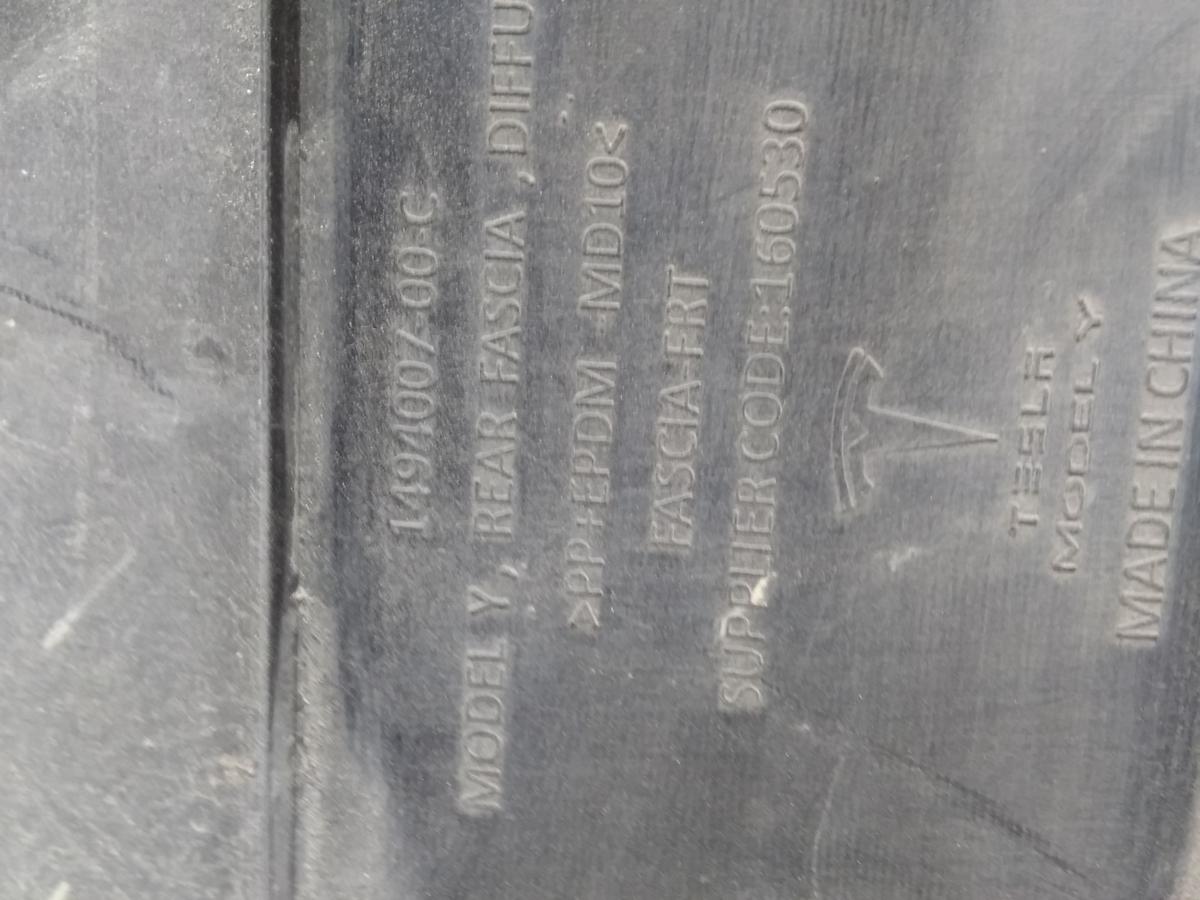 1494007-00-C
MODEL Y , REAR FASCIA , DIFFU
>PP+EPDM -MD10<
FASCIA-FRT
SUPPLIER CODE:160530
TESLA
MODEL Y
MADE IN CHINA